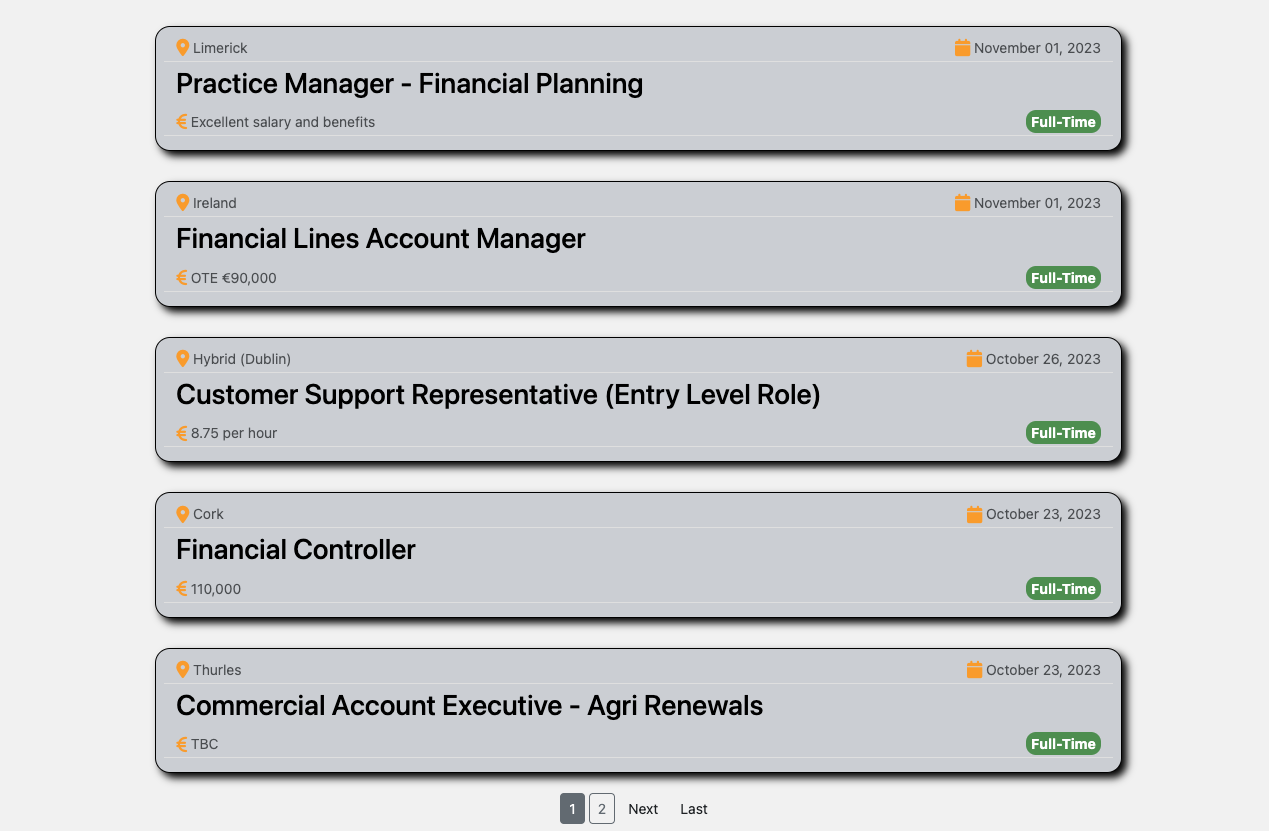 Limerick November 01, 2023
Practice Manager - Financial Planning
€ Excellent salary and benefits Full-Time
Ireland November 01, 2023
Financial Lines Account Manager
€ OTE €90,000 Full-Time
Hybrid (Dublin) October 26, 2023
Customer Support Representative (Entry Level Role)
€ 8.75 per hour Full-Time
Cork October 23, 2023
Financial Controller
€ 110,000 Full-Time
Thurles October 23, 2023
Commercial Account Executive - Agri Renewals
€ TBC Full-Time
1 2 Next Last